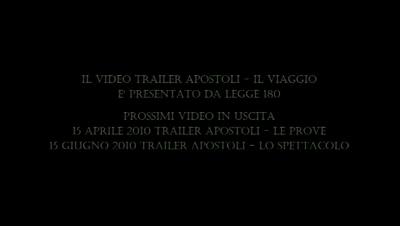 IL VIDEO TRAILER APOSTOLI - IL VIAGGIO
E' PRESENTATO DA LEGGE 180
PROSSIMI VIDEO IN USCITA
15 APRILE 2010 TRAILER APOSTOLI - LE PROVE
15 GIUGNO 2010 TRAILER APOSTOLI - LO SPETTACOLO